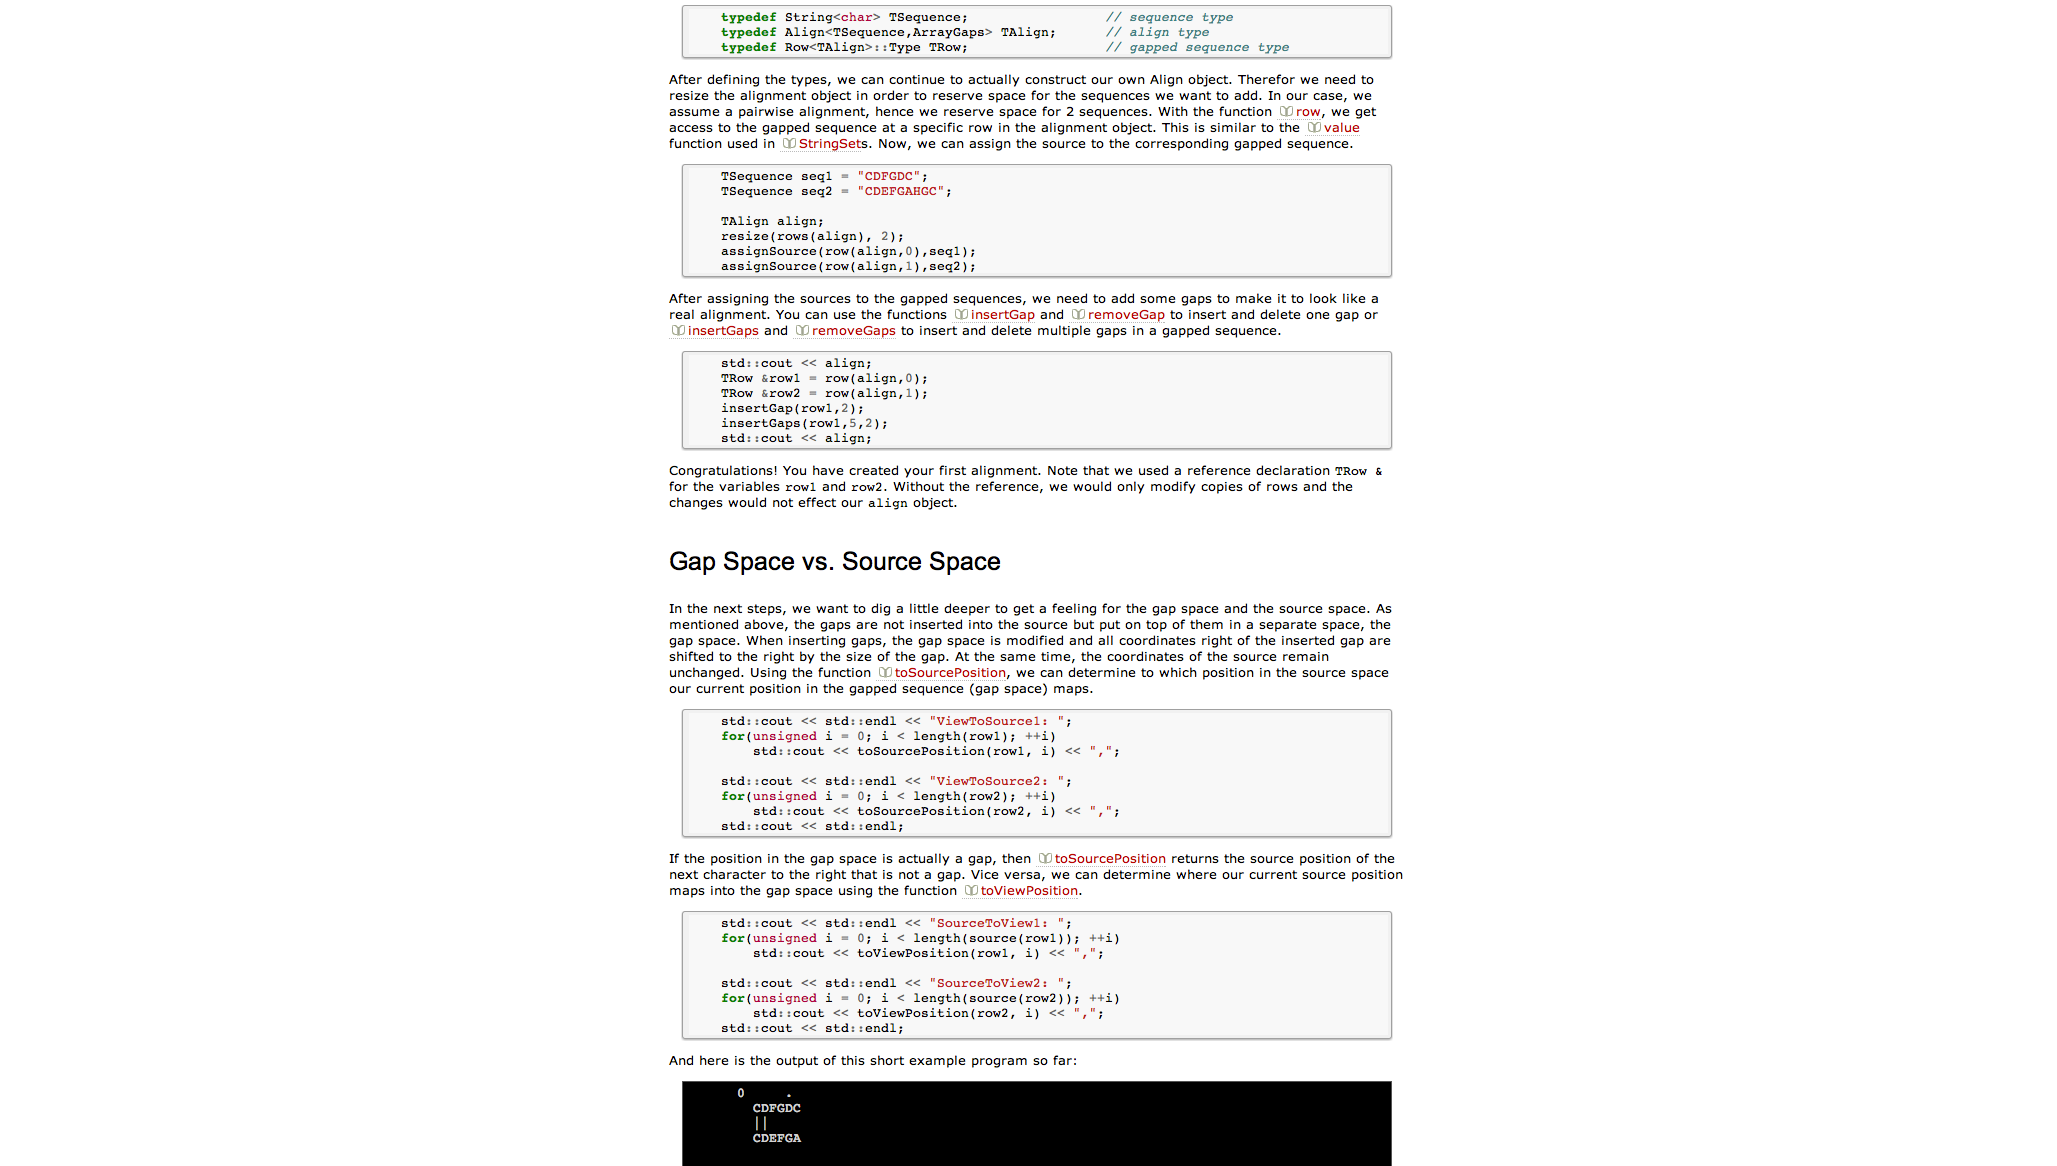 typedef String<char> TSequence; // sequence type
typedef Align<TSequence,ArrayGaps> TAlign; // align type
typedef Row<TAlign>::Type TRow; // gapped sequence type
After defining the types, we can continue to actually construct our own Align object. Therefor we need to
resize the alignment object in order to reserve space for the sequences we want to add. In our case, we
assume a pairwise alignment, hence we reserve space for 2 sequences. With the function row, we get
access to the gapped sequence at a specific row in the alignment object. This is similar to the value
function used in StringSets. Now, we can assign the source to the corresponding gapped sequence.
TSequence seq1 = "CDFGDC";
TSequence seq2 = "CDEFGAHGC";
TAlign align;
resize(rows(align), 2);
assignSource(row(align,0),seq1);
assignSource(row(align,1),seq2);
After assigning the sources to the gapped sequences, we need to add some gaps to make it to look like a
real alignment. You can use the functions insertGap and removeGap to insert and delete one gap or
insertGaps and removeGaps to insert and delete multiple gaps in a gapped sequence.
std::cout << align;
TRow &row1 = row(align,0);
TRow &row2 = row(align,1);
insertGap(row1,2);
insertGaps(row1,5,2);
std::cout << align;
Congratulations! You have created your first alignment. Note that we used a reference declaration TRow &
for the variables row1 and row2. Without the reference, we would only modify copies of rows and the
changes would not effect our align object.
Gap Space vs. Source Space
In the next steps, we want to dig a little deeper to get a feeling for the gap space and the source space. As
mentioned above, the gaps are not inserted into the source but put on top of them in a separate space, the
gap space. When inserting gaps, the gap space is modified and all coordinates right of the inserted gap are
shifted to the right by the size of the gap. At the same time, the coordinates of the source remain
unchanged. Using the function toSourcePosition, we can determine to which position in the source space
our current position in the gapped sequence (gap space) maps.
std::cout << std::endl << "ViewToSource1: ";
for(unsigned i = 0; i < length(row1); ++i)
std::cout << toSourcePosition(row1, i) << ",";
std::cout << std::endl << "ViewToSource2: ";
for(unsigned i = 0; i < length(row2); ++i)
std::cout << toSourcePosition(row2, i) << ",";
std::cout << std::endl;
If the position in the gap space is actually a gap, then toSourcePosition returns the source position of the
next character to the right that is not a gap. Vice versa, we can determine where our current source position
maps into the gap space using the function toViewPosition.
std::cout << std::endl << "SourceToView1: ";
for(unsigned i = 0; i < length(source(row1)); ++i)
std::cout << toViewPosition(row1, i) << ",";
std::cout << std::endl << "SourceToView2: ";
for(unsigned i = 0; i < length(source(row2)); ++i)
std::cout << toViewPosition(row2, i) << ",";
std::cout << std::endl;
And here is the output of this short example program so far:
0 .
CDFGDC
||
CDEFGA